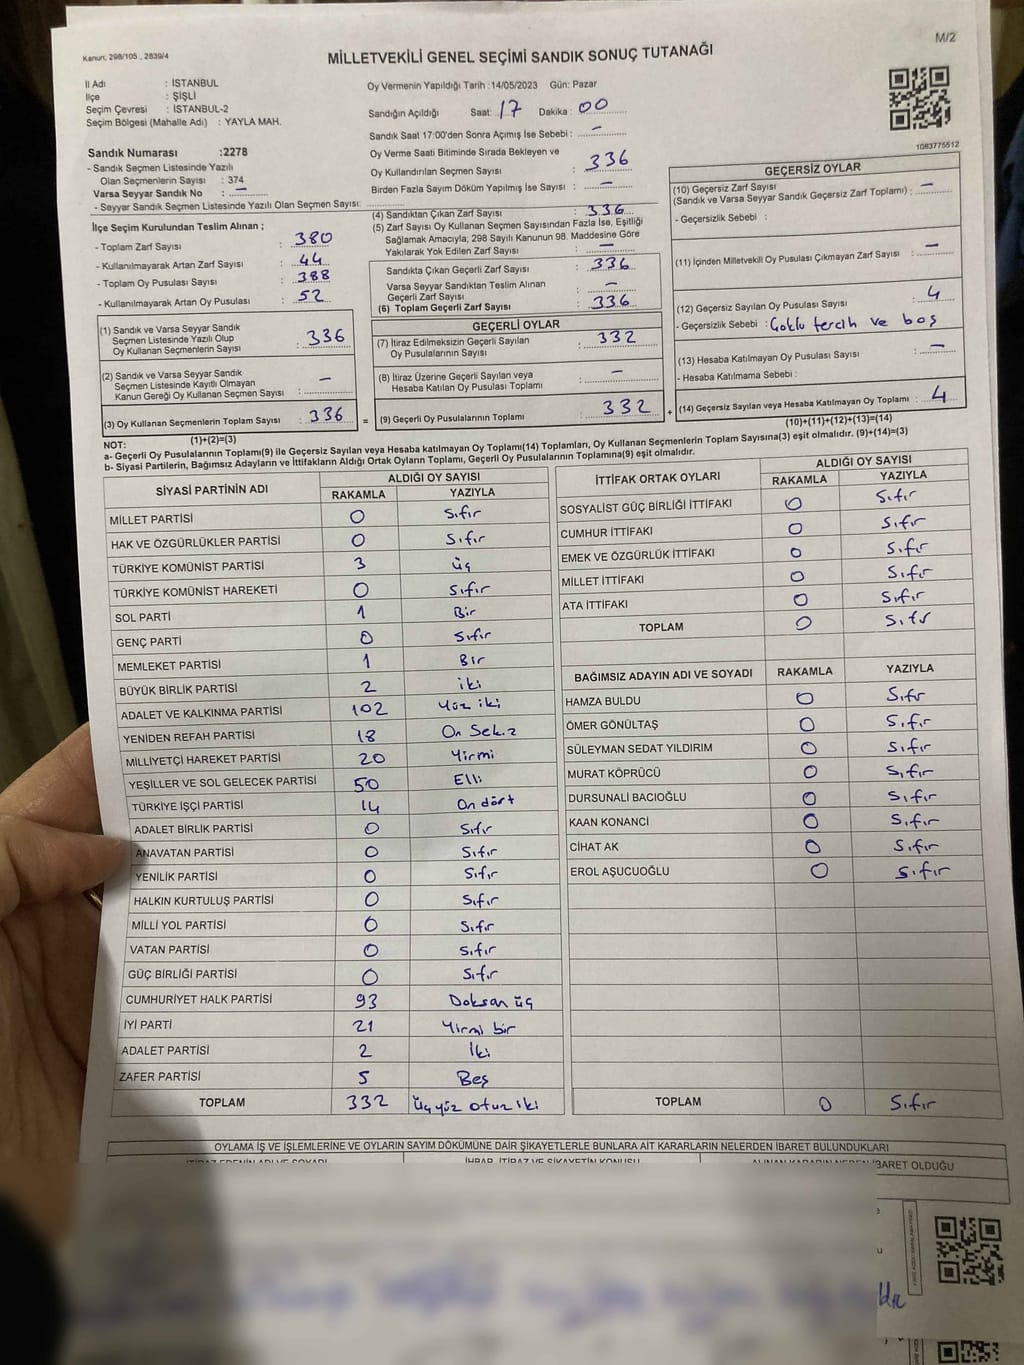 Kanun: 298/105 , 2839/4
M/2
MİLLETVEKİLİ GENEL SEÇİMİ SANDIK SONUÇ TUTANAĞI
İl Adı : İSTANBUL
İlçe : ŞİŞLİ
Seçim Çevresi : İSTANBUL-2
Seçim Bölgesi (Mahalle Adı) : YAYLA MAH.
Sandık Numarası :2278
- Sandık Seçmen Listesinde Yazılı
Olan Seçmenlerin Sayısı : 374
Varsa Seyyar Sandık No : -
- Seyyar Sandık Seçmen Listesinde Yazılı Olan Seçmen Sayısı:
Oy Vermenin Yapıldığı Tarih :14/05/2023 Gün: Pazar
Sandığın Açıldığı Saat: 17 Dakika : 00
Sandık Saat 17:00'den Sonra Açımış İse Sebebi : -
Oy Verme Saati Bitiminde Sırada Bekleyen ve
Oy Kullandırılan Seçmen Sayısı : 336
Birden Fazla Sayım Döküm Yapılmış İse Sayısı : -
1083775512
İlçe Seçim Kurulundan Teslim Alınan ;
- Toplam Zarf Sayısı : 380
- Kullanılmayarak Artan Zarf Sayısı : 44
- Toplam Oy Pusulası Sayısı : 388
- Kullanılmayarak Artan Oy Pusulası : 52
(4) Sandıktan Çıkan Zarf Sayısı : 336
(5) Zarf Sayısı Oy Kullanan Seçmen Sayısından Fazla İse, Eşitliği
Sağlamak Amacıyla, 298 Sayılı Kanunun 98. Maddesine Göre
Yakılarak Yok Edilen Zarf Sayısı : -
Sandıkta Çıkan Geçerli Zarf Sayısı : 336
Varsa Seyyar Sandıktan Teslim Alınan
Geçerli Zarf Sayısı : -
(6) Toplam Geçerli Zarf Sayısı : 336
GEÇERSİZ OYLAR
(10) Geçersiz Zarf Sayısı
(Sandık ve Varsa Seyyar Sandık Geçersiz Zarf Toplamı) : -
- Geçersizlik Sebebi :
(11) İçinden Milletvekili Oy Pusulası Çıkmayan Zarf Sayısı : -
(12) Geçersiz Sayılan Oy Pusulası Sayısı : 4
- Geçersizlik Sebebi : Çoklu tercih ve boş
(13) Hesaba Katılmayan Oy Pusulası Sayısı : -
- Hesaba Katılmama Sebebi :
(14) Geçersiz Sayılan veya Hesaba Katılmayan Oy Toplamı : 4
(10)+(11)+(12)+(13)=(14)
(1) Sandık ve Varsa Seyyar Sandık
Seçmen Listesinde Yazılı Olup
Oy Kullanan Seçmenlerin Sayısı : 336
(2) Sandık ve Varsa Seyyar Sandık
Seçmen Listesinde Kayıtlı Olmayan
Kanun Gereği Oy Kullanan Seçmen Sayısı : -
(3) Oy Kullanan Seçmenlerin Toplam Sayısı : 336 =
(1)+(2)=(3)
GEÇERLİ OYLAR
(7) İtiraz Edilmeksizin Geçerli Sayılan
Oy Pusulalarının Sayısı : 332
(8) İtiraz Üzerine Geçerli Sayılan veya
Hesaba Katılan Oy Pusulası Toplamı : -
(9) Geçerli Oy Pusulalarının Toplamı : 332 +
NOT:
a- Geçerli Oy Pusulalarının Toplamı(9) ile Geçersiz Sayılan veya Hesaba katılmayan Oy Toplamı(14) Toplamları, Oy Kullanan Seçmenlerin Toplam Sayısına(3) eşit olmalıdır. (9)+(14)=(3)
b- Siyasi Partilerin, Bağımsız Adayların ve İttifakların Aldığı Ortak Oyların Toplamı, Geçerli Oy Pusulalarının Toplamına(9) eşit olmalıdır.
SİYASİ PARTİNİN ADI ALDIĞI OY SAYISI
RAKAMLA YAZIYLA
MİLLET PARTİSİ 0 Sıfır
HAK VE ÖZGÜRLÜKLER PARTİSİ 0 Sıfır
TÜRKİYE KOMÜNİST PARTİSİ 3 Üç
TÜRKİYE KOMÜNİST HAREKETİ 0 Sıfır
SOL PARTİ 1 Bir
GENÇ PARTİ 0 Sıfır
MEMLEKET PARTİSİ 1 Bir
BÜYÜK BİRLİK PARTİSİ 2 iki
ADALET VE KALKINMA PARTİSİ 102 Yüz iki
YENİDEN REFAH PARTİSİ 18 On Sekiz
MİLLİYETÇİ HAREKET PARTİSİ 20 Yirmi
YEŞİLLER VE SOL GELECEK PARTİSİ 50 Elli
TÜRKİYE İŞÇİ PARTİSİ 14 On dört
ADALET BİRLİK PARTİSİ 0 Sıfır
ANAVATAN PARTİSİ 0 Sıfır
YENİLİK PARTİSİ 0 Sıfır
HALKIN KURTULUŞ PARTİSİ 0 Sıfır
MİLLİ YOL PARTİSİ 0 Sıfır
VATAN PARTİSİ 0 Sıfır
GÜÇ BİRLİĞİ PARTİSİ 0 Sıfır
CUMHURİYET HALK PARTİSİ 93 Doksan üç
İYİ PARTİ 21 Yirmi bir
ADALET PARTİSİ 2 İki
ZAFER PARTİSİ 5 Beş
TOPLAM 332 Üç yüz otuz iki
İTTİFAK ORTAK OYLARI ALDIĞI OY SAYISI
RAKAMLA YAZIYLA
SOSYALİST GÜÇ BİRLİĞİ İTTİFAKI 0 Sıfır
CUMHUR İTTİFAKI 0 Sıfır
EMEK VE ÖZGÜRLÜK İTTİFAKI 0 Sıfır
MİLLET İTTİFAKI 0 Sıfır
ATA İTTİFAKI 0 Sıfır
TOPLAM 0 Sıfır
BAĞIMSIZ ADAYIN ADI VE SOYADI RAKAMLA YAZIYLA
HAMZA BULDU 0 Sıfır
ÖMER GÖNÜLTAŞ 0 Sıfır
SÜLEYMAN SEDAT YILDIRIM 0 Sıfır
MURAT KÖPRÜCÜ 0 Sıfır
DURSUNALİ BACIOĞLU 0 Sıfır
KAAN KONANCİ 0 Sıfır
CİHAT AK 0 Sıfır
EROL AŞUCUOĞLU 0 Sıfır
TOPLAM 0 Sıfır
OYLAMA İŞ VE İŞLEMLERİNE VE OYLARIN SAYIM DÖKÜMÜNE DAİR ŞİKAYETLERLE BUNLARA AİT KARARLARIN NELERDEN İBARET BULUNDUKLARI
İTİRAZ EDENİN ADI VE SOYADI İHBAR, İTİRAZ VE ŞİKAYETİN KONUSU ALINAN KARARIN NEDEN İBARET OLDUĞU